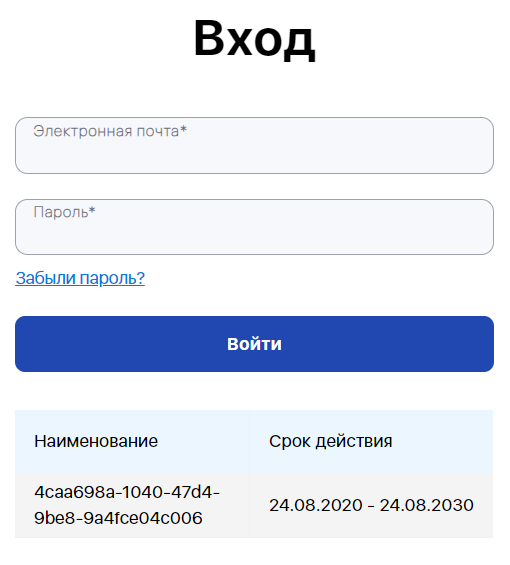 Вход
Электронная почта*
Пароль*
Забыли пароль?
Войти
Наименование Срок действия
4caa698a-1040-47d4-
9be8-9a4fce04c006
24.08.2020 - 24.08.2030